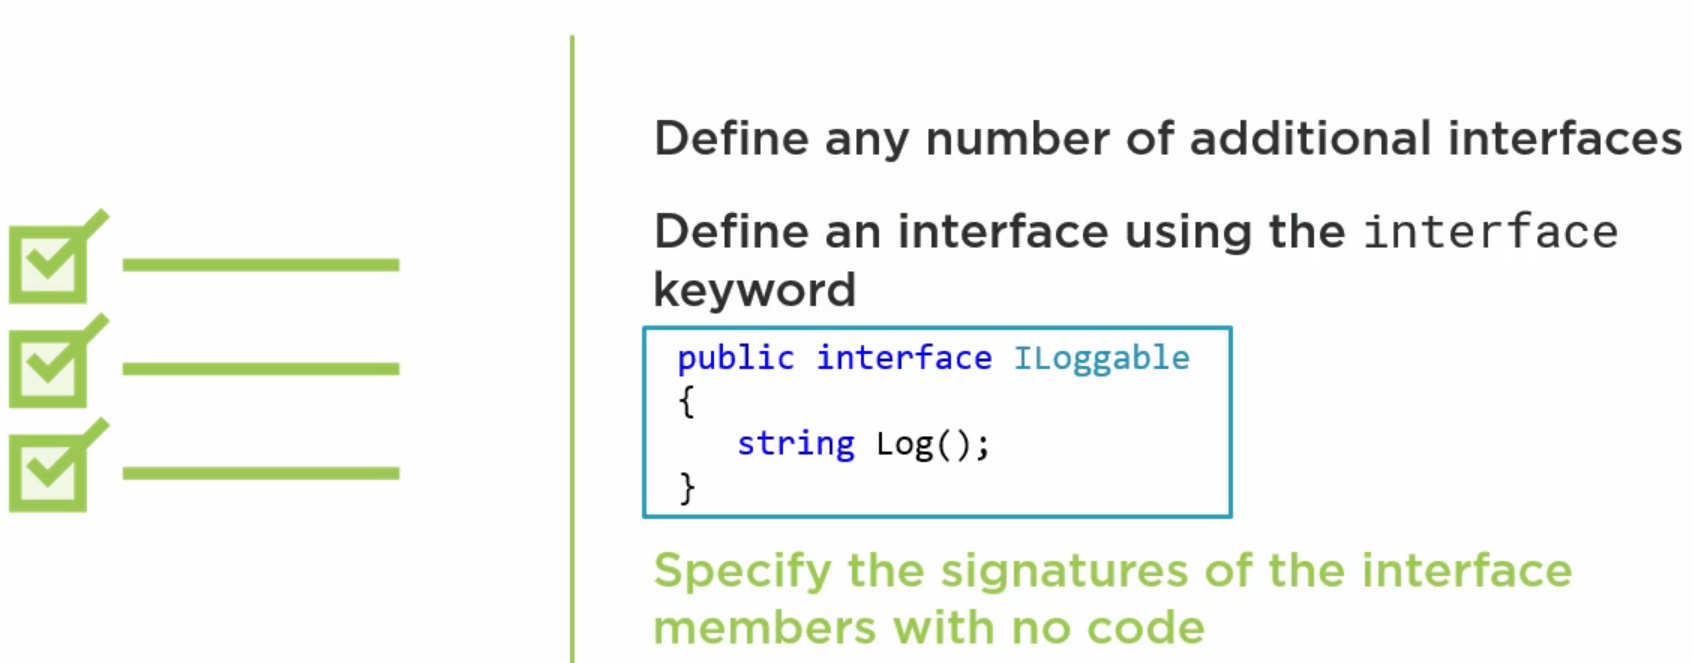 Define any number of additional interfaces
Define an interface using the interface
keyword
public interface ILoggable
{
string Log();
}
Specify the signatures of the interface
members with no code